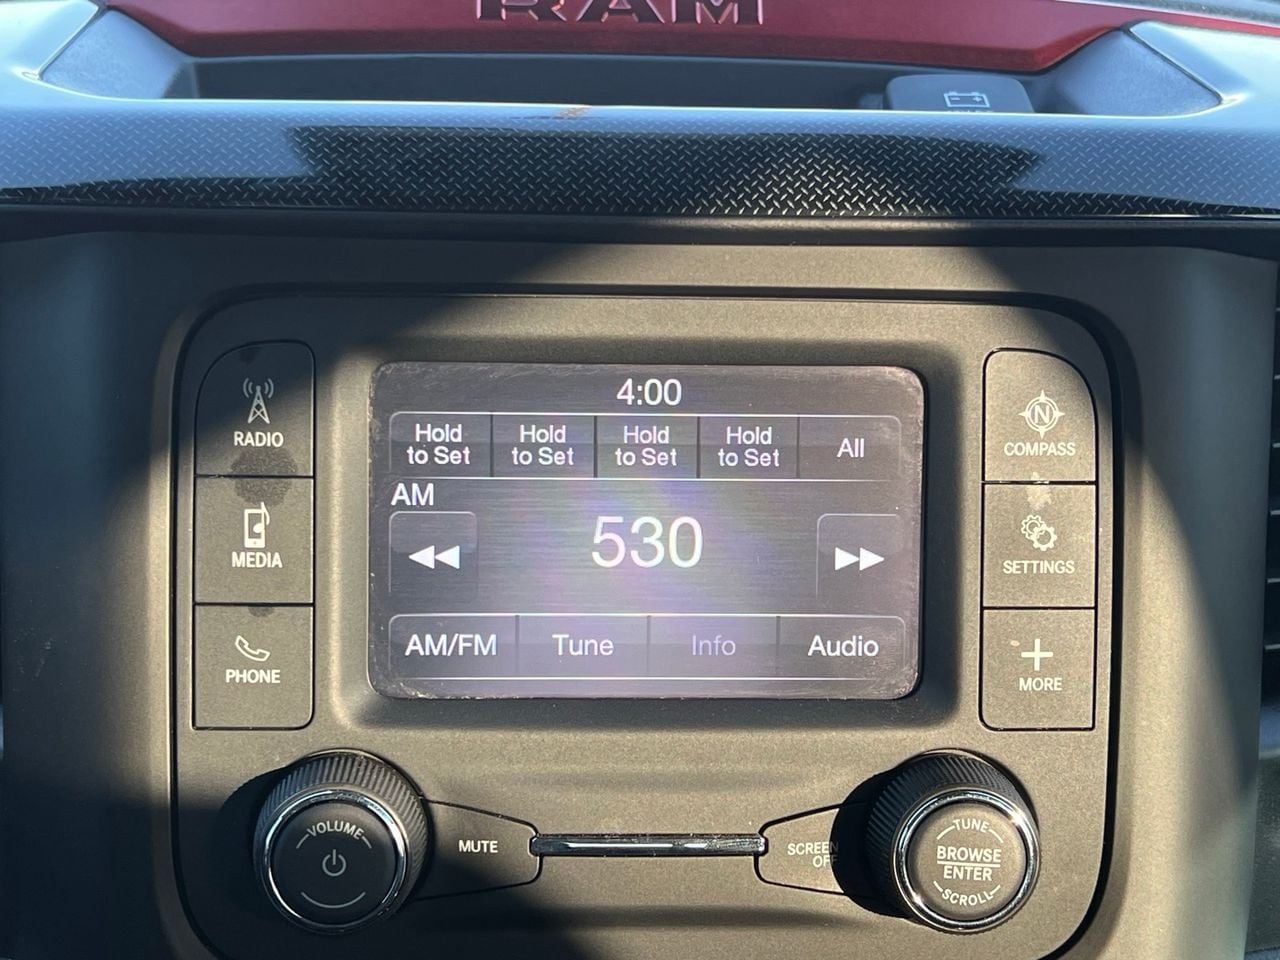 RAM
4:00
Hold to Set
Hold to Set
Hold to Set
Hold to Set
All
AM
530
AM/FM
Tune
Info
Audio
RADIO
MEDIA
PHONE
N
COMPASS
SETTINGS
MORE
VOLUME
MUTE
SCREEN
OFF
TUNE
BROWSE
ENTER
SCROLL